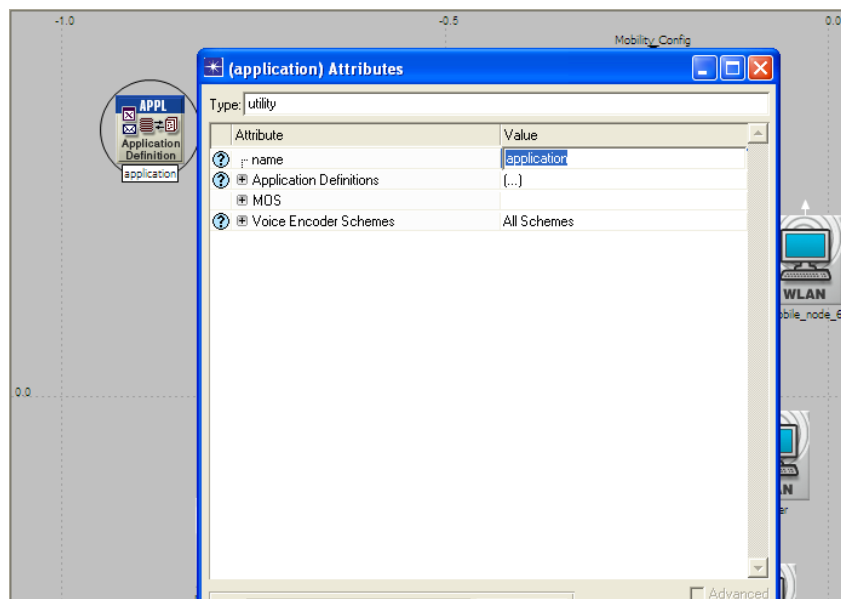 -1.0 -0.5 0.0
Mobility_Config
(application) Attributes
Type: utility
Attribute Value
name application
Application Definitions (...)
MOS
Voice Encoder Schemes All Schemes
Advanced
APPL
Application
Definition
application
0.0
WLAN